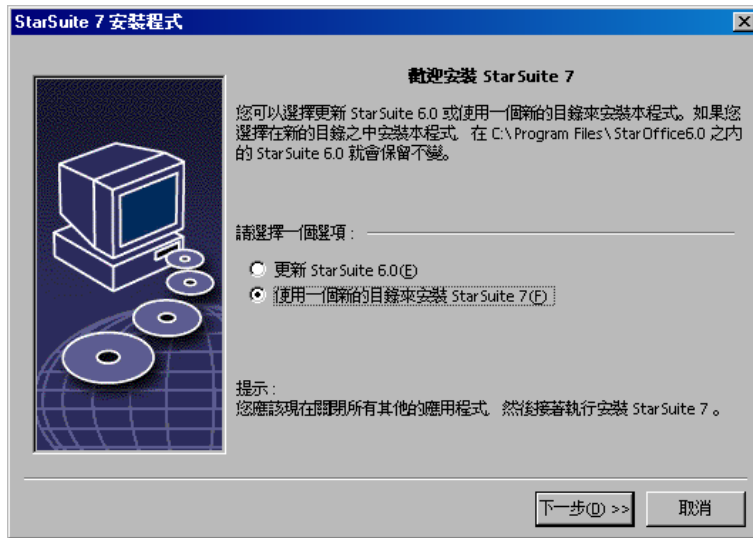 StarSuite 7 安裝程式
歡迎安裝 StarSuite 7
您可以選擇更新 StarSuite 6.0 或使用一個新的目錄來安裝本程式。如果您
選擇在新的目錄之中安裝本程式, 在 C:\Program Files\StarOffice6.0 之內
的 StarSuite 6.0 就會保留不變。
請選擇一個選項：
更新 StarSuite 6.0(E)
使用一個新的目錄來安裝 StarSuite 7(F)
提示：
您應該現在關閉所有其他的應用程式, 然後接著執行安裝 StarSuite 7 。
下一步(D) >>
取消